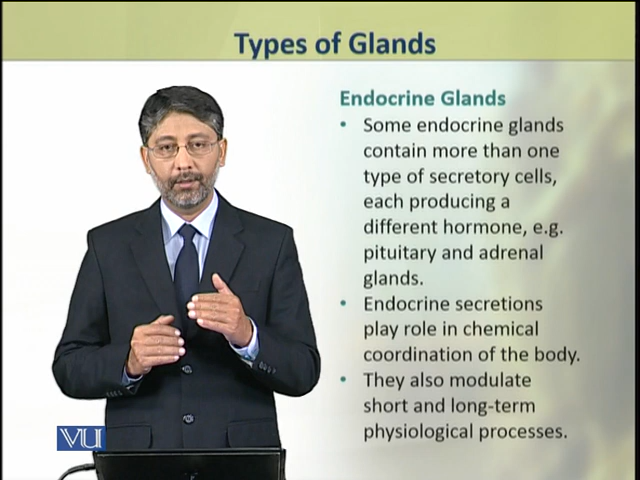 Types of Glands
Endocrine Glands
• Some endocrine glands
contain more than one
type of secretory cells,
each producing a
different hormone, e.g.
pituitary and adrenal
glands.
• Endocrine secretions
play role in chemical
coordination of the body.
• They also modulate
short and long-term
physiological processes.
VU